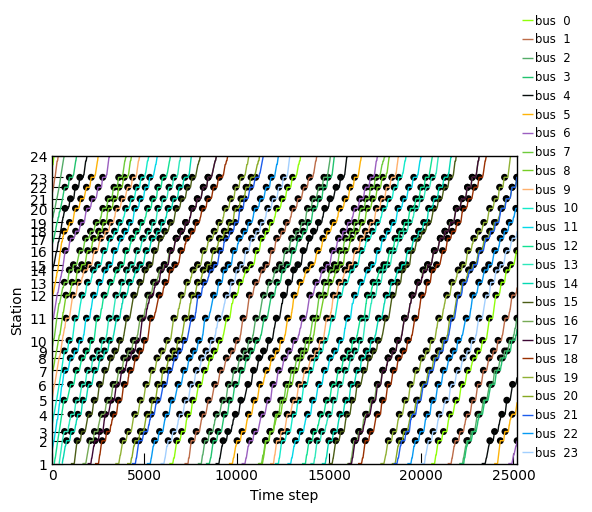 bus 0
bus 1
bus 2
bus 3
bus 4
bus 5
bus 6
bus 7
bus 8
bus 9
bus 10
bus 11
bus 12
bus 13
bus 14
bus 15
bus 16
bus 17
bus 18
bus 19
bus 20
bus 21
bus 22
bus 23
Station
24
23
22
21
20
19
18
17
16
15
14
13
12
11
10
9
8
7
6
5
4
3
2
1
0 5000 10000 15000 20000 25000
Time step